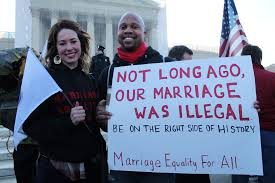 NOT LONG AGO,
OUR MARRIAGE
WAS ILLEGAL
BE ON THE RIGHT SIDE OF HISTORY
Marriage Equality For All